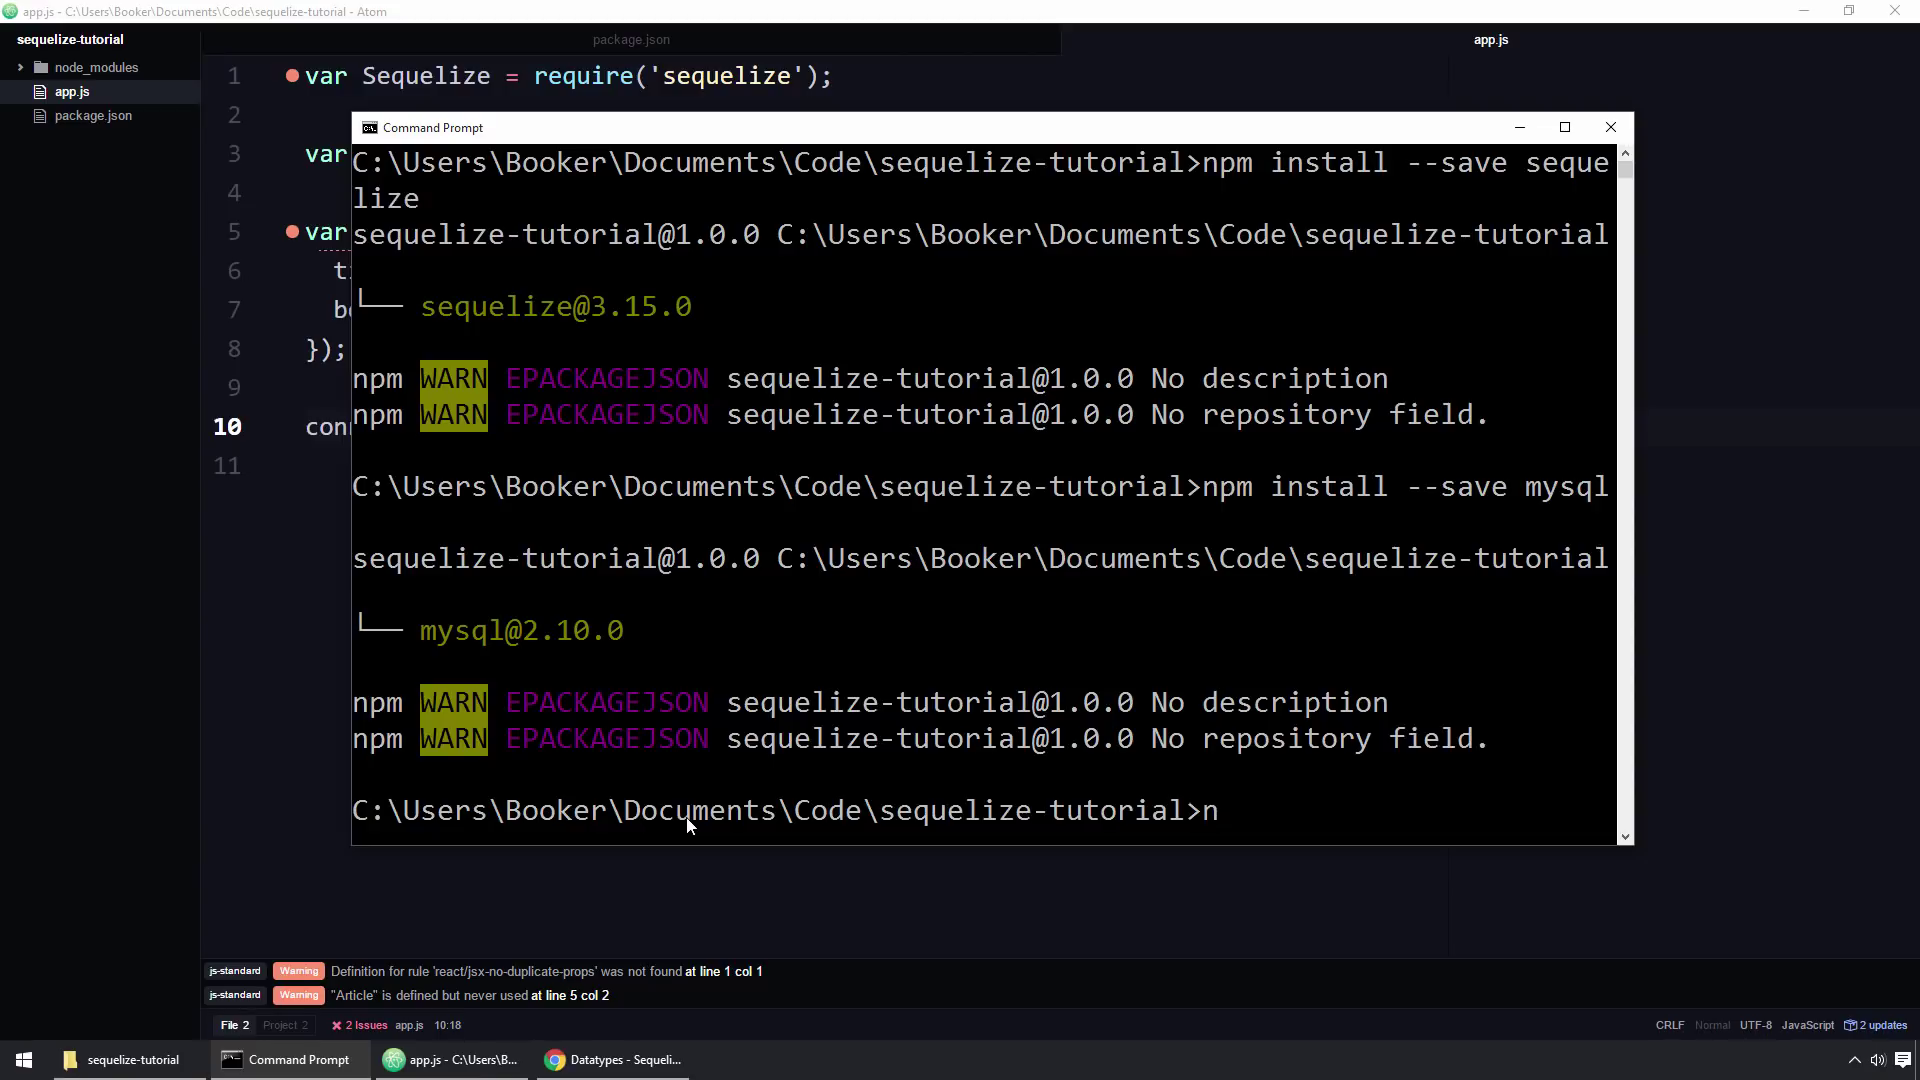 app.js - C:\Users\Booker\Documents\Code\sequelize-tutorial - Atom
sequelize-tutorial
node_modules
app.js
package.json
package.json
app.js
1 var Sequelize = require('sequelize');
2
3 var
4
5 var
6
7
8 });
9
10 con
11
Command Prompt
C:\Users\Booker\Documents\Code\sequelize-tutorial>npm install --save seque
lize
sequelize-tutorial@1.0.0 C:\Users\Booker\Documents\Code\sequelize-tutorial
└── sequelize@3.15.0
npm WARN EPACKAGEJSON sequelize-tutorial@1.0.0 No description
npm WARN EPACKAGEJSON sequelize-tutorial@1.0.0 No repository field.
C:\Users\Booker\Documents\Code\sequelize-tutorial>npm install --save mysql
sequelize-tutorial@1.0.0 C:\Users\Booker\Documents\Code\sequelize-tutorial
└── mysql@2.10.0
npm WARN EPACKAGEJSON sequelize-tutorial@1.0.0 No description
npm WARN EPACKAGEJSON sequelize-tutorial@1.0.0 No repository field.
C:\Users\Booker\Documents\Code\sequelize-tutorial>n
js-standard Warning Definition for rule 'react/jsx-no-duplicate-props' was not found at line 1 col 1
js-standard Warning "Article" is defined but never used at line 5 col 2
File 2 Project 2 2 Issues app.js 10:18 CRLF Normal UTF-8 JavaScript 2 updates
sequelize-tutorial Command Prompt app.js - C:\Users\B... Datatypes - Sequeli...